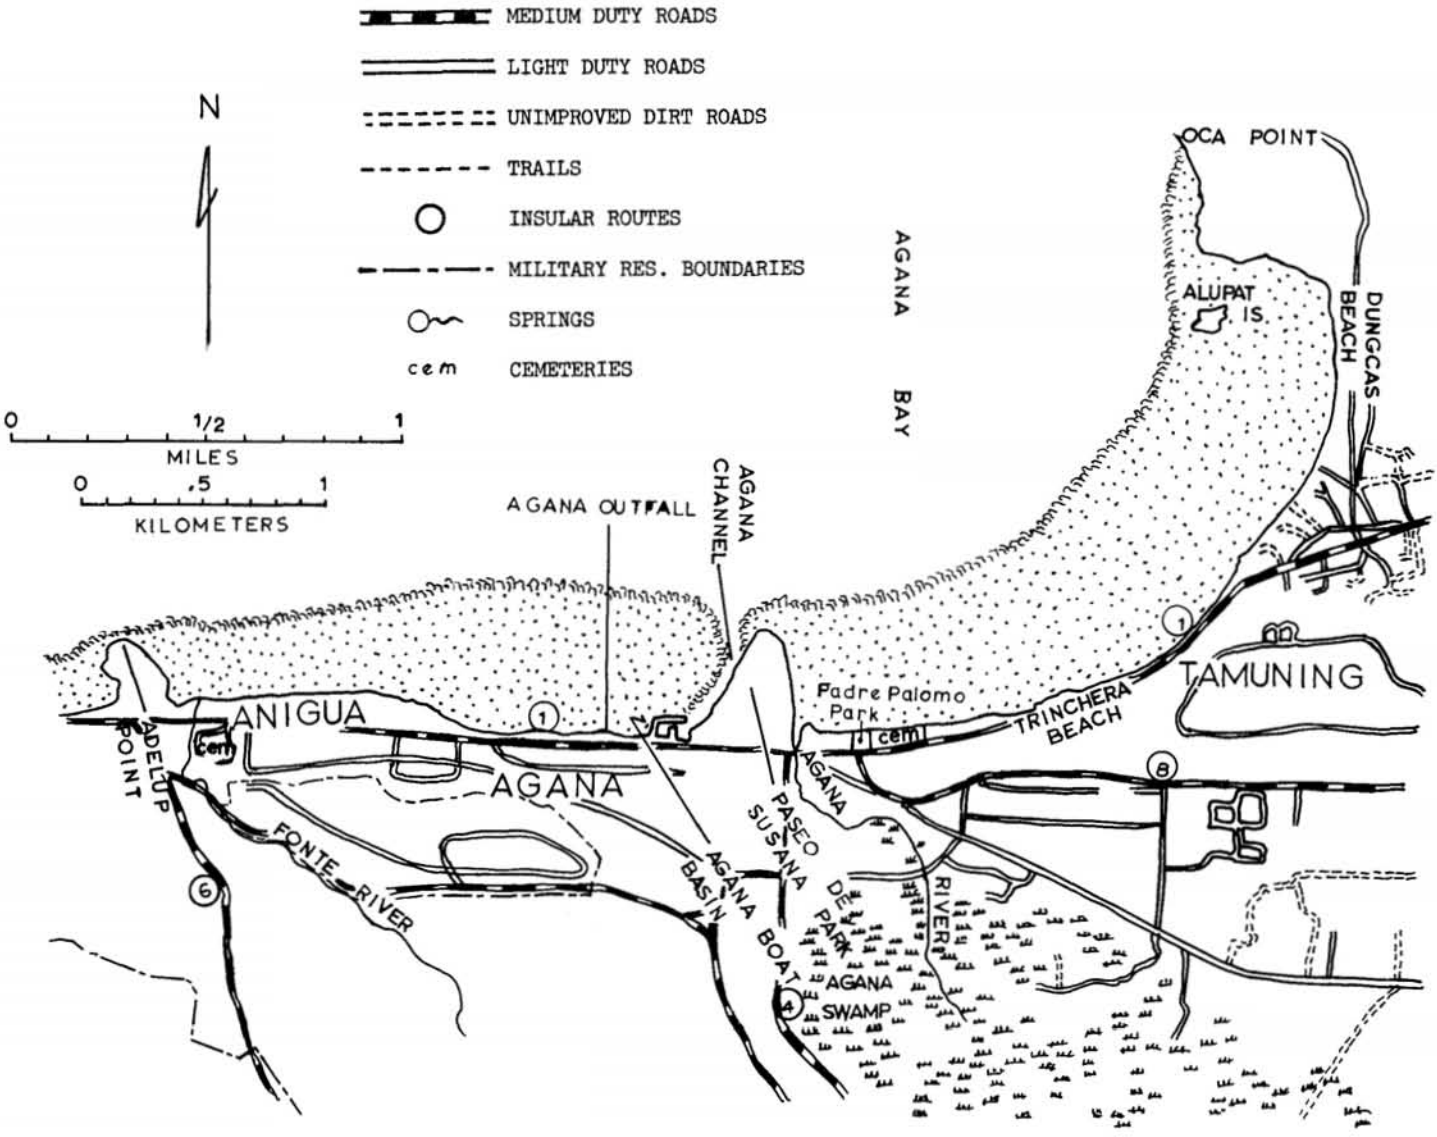 MEDIUM DUTY ROADS
LIGHT DUTY ROADS
UNIMPROVED DIRT ROADS
TRAILS
INSULAR ROUTES
MILITARY RES. BOUNDARIES
SPRINGS
cem CEMETERIES
N
0 1/2 1
MILES
0 .5 1
KILOMETERS
OCA POINT
ALUPAT
IS.
DUNGCAS
BEACH
AGANA
BAY
AGANA
CHANNEL
AGANA OUTFALL
1
TAMUNING
Padre Palomo
Park
cem
TRINCHERA
BEACH
ANIGUA
1
cem
ADELUP
POINT
AGANA
8
AGANA
RIVER
PASEO
SUSANA
DE
PARK
AGANA BOAT
BASIN
FONTE RIVER
6
4
AGANA
SWAMP